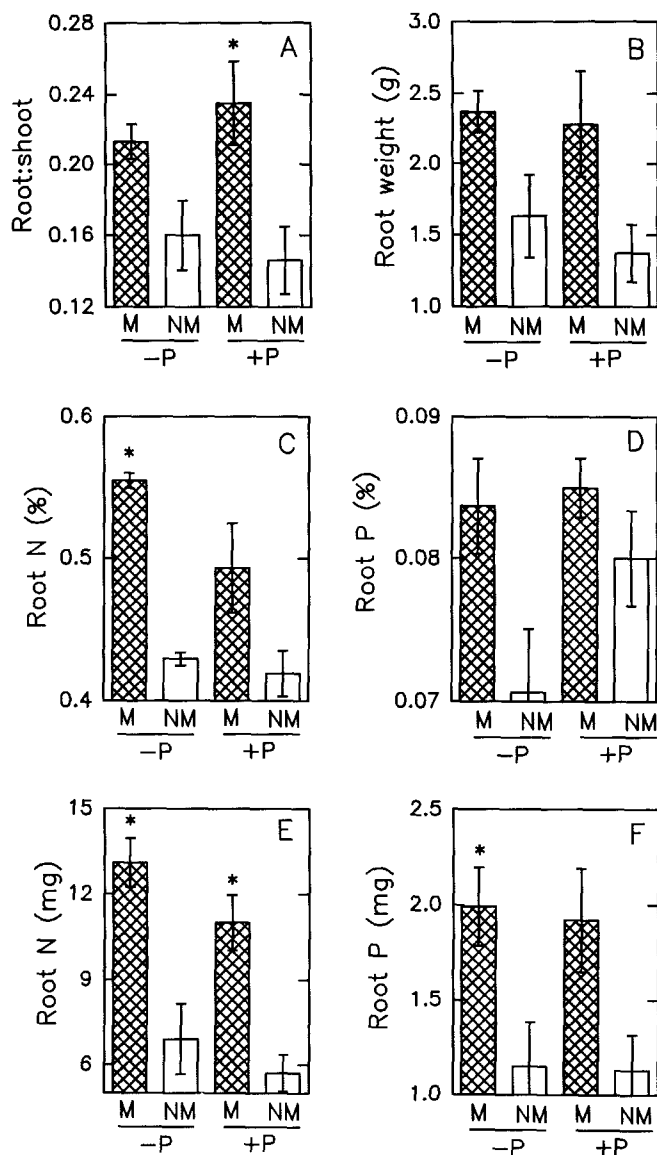 Root:shoot
0.28
0.24
0.20
0.16
0.12
*
A
M NM M NM
−P +P
Root weight (g)
3.0
2.5
2.0
1.5
1.0
B
M NM M NM
−P +P
Root N (%)
0.6
0.5
0.4
*
C
M NM M NM
−P +P
Root P (%)
0.09
0.08
0.07
D
M NM M NM
−P +P
Root N (mg)
15
12
9
6
* *
E
M NM M NM
−P +P
Root P (mg)
2.5
2.0
1.5
1.0
*
F
M NM M NM
−P +P